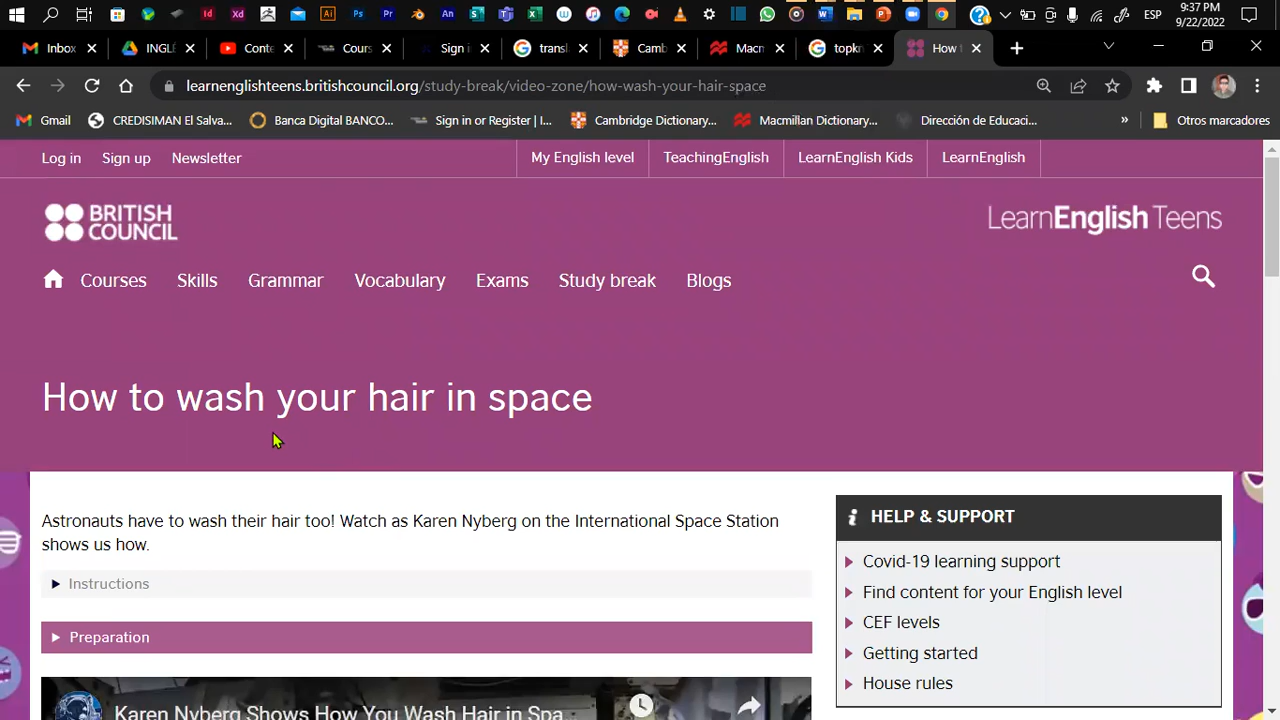 Id Xd Ai Ps Pr An S X W W P ESP 9:37 PM
9/22/2022
Inbox INGLÉ Conte Cours Sign i transl Camb Macm topkn How t
learnenglishteens.britishcouncil.org/study-break/video-zone/how-wash-your-hair-space
Gmail CREDISIMAN El Salva... Banca Digital BANCO... Sign in or Register | I... Cambridge Dictionary... Macmillan Dictionary... Dirección de Educaci... » Otros marcadores
Log in Sign up Newsletter My English level TeachingEnglish LearnEnglish Kids LearnEnglish
BRITISH
COUNCIL
LearnEnglish Teens
Courses Skills Grammar Vocabulary Exams Study break Blogs
How to wash your hair in space
Astronauts have to wash their hair too! Watch as Karen Nyberg on the International Space Station
shows us how.
Instructions
Preparation
Karen Nyberg Shows How You Wash Hair in Spa...
HELP & SUPPORT
Covid-19 learning support
Find content for your English level
CEF levels
Getting started
House rules